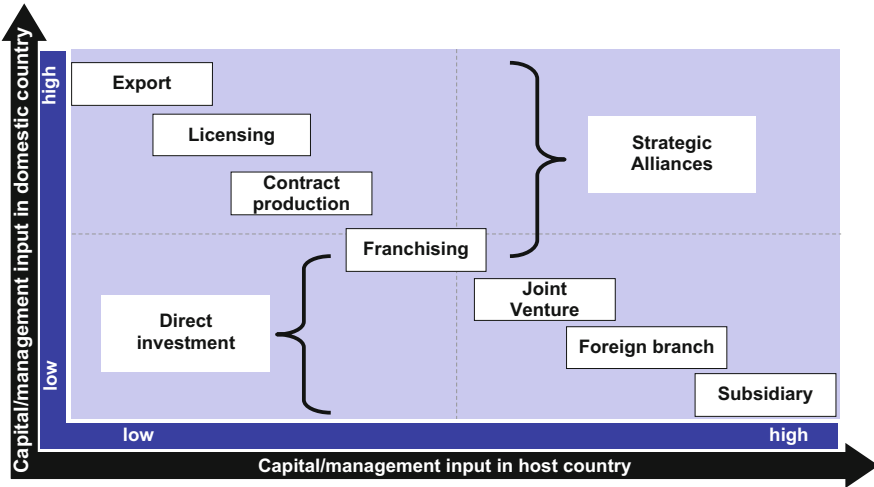 Capital/management input in domestic country
high
low
Export
Licensing
Contract
production
Franchising
Strategic
Alliances
Direct
investment
Joint
Venture
Foreign branch
Subsidiary
low
high
Capital/management input in host country